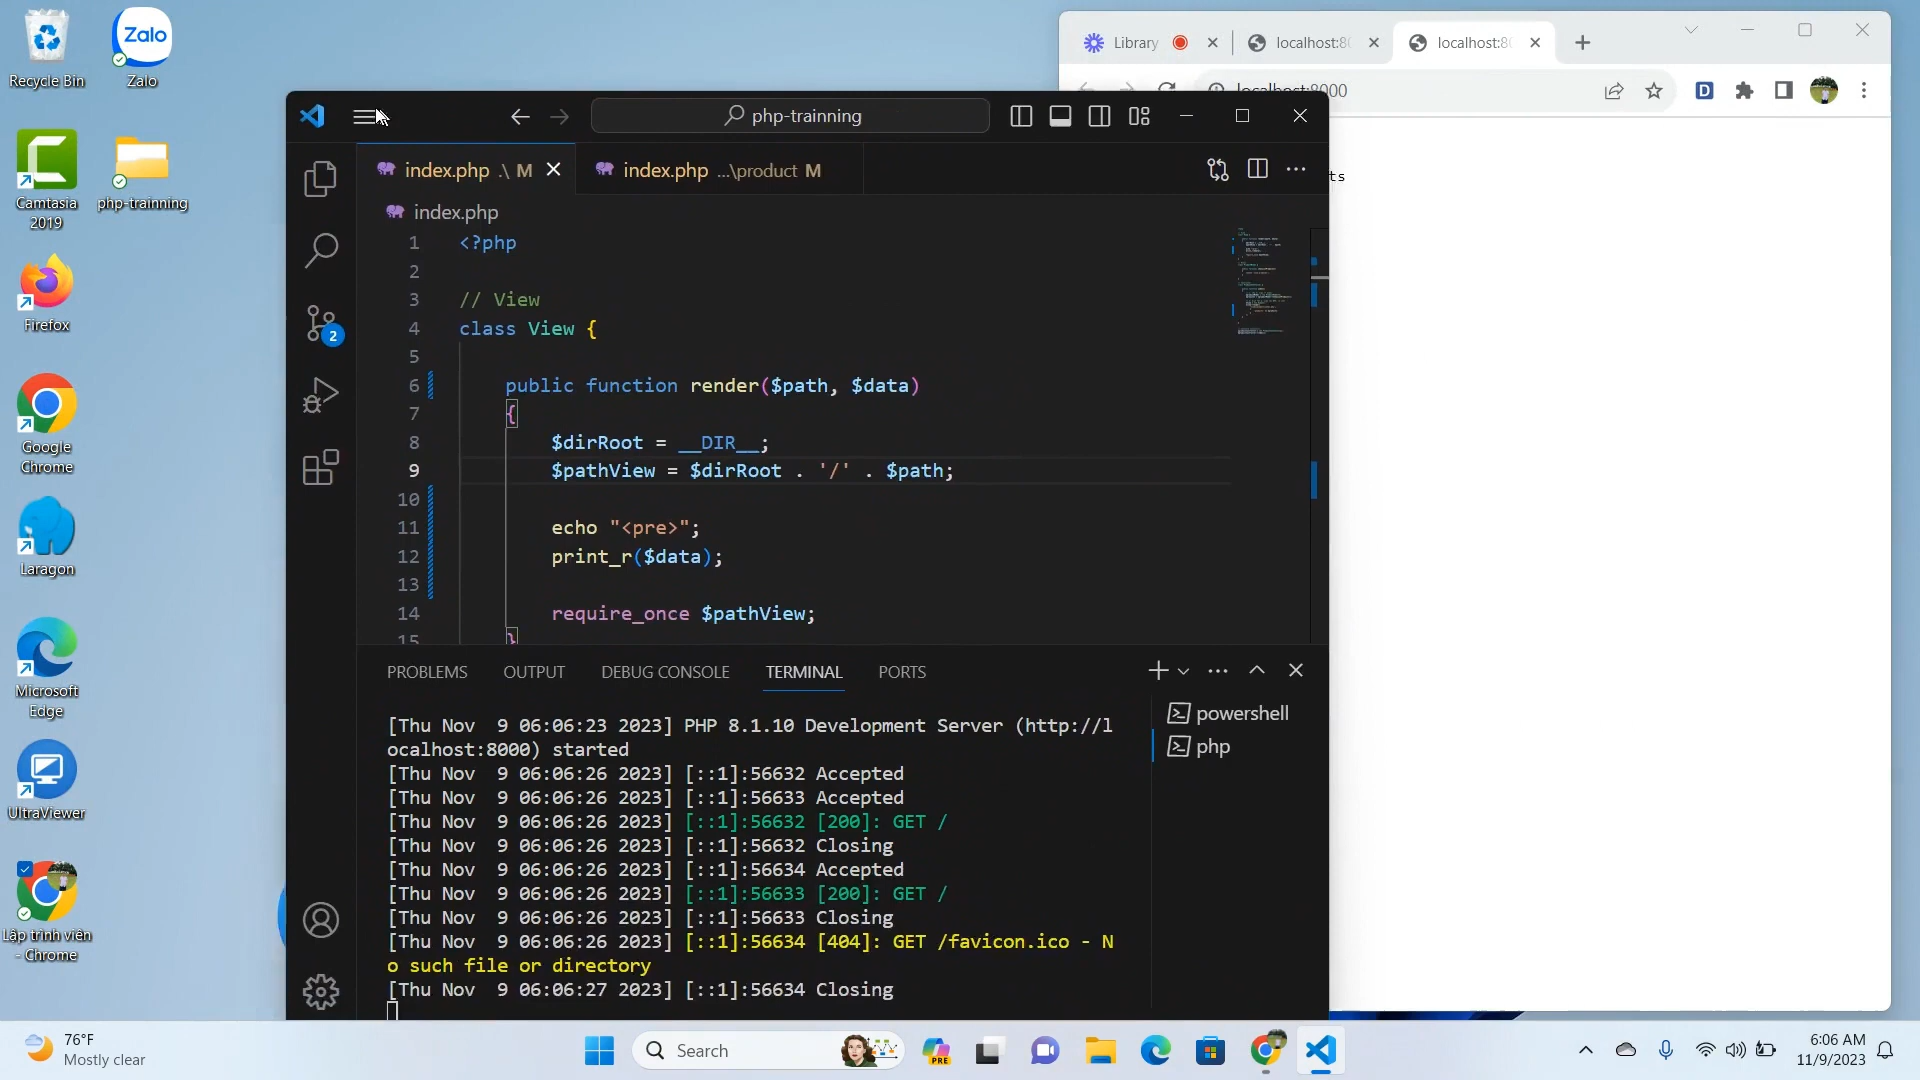 Recycle Bin
Zalo
Zalo
Camtasia
2019
php-trainning
Firefox
Google
Chrome
Laragon
Microsoft
Edge
UltraViewer
Lập trình viên
- Chrome
Library
localhost:80
localhost:80
localhost:8000
D
ts
php-trainning
index.php .\ M
index.php ...\product M
index.php
2
1 <?php
2
3 // View
4 class View {
5
6 public function render($path, $data)
7 {
8 $dirRoot = __DIR__;
9 $pathView = $dirRoot . '/' . $path;
10
11 echo "<pre>";
12 print_r($data);
13
14 require_once $pathView;
15 }
PROBLEMS OUTPUT DEBUG CONSOLE TERMINAL PORTS
powershell
php
[Thu Nov  9 06:06:23 2023] PHP 8.1.10 Development Server (http://l
ocalhost:8000) started
[Thu Nov  9 06:06:26 2023] [::1]:56632 Accepted
[Thu Nov  9 06:06:26 2023] [::1]:56633 Accepted
[Thu Nov  9 06:06:26 2023] [::1]:56632 [200]: GET /
[Thu Nov  9 06:06:26 2023] [::1]:56632 Closing
[Thu Nov  9 06:06:26 2023] [::1]:56634 Accepted
[Thu Nov  9 06:06:26 2023] [::1]:56633 [200]: GET /
[Thu Nov  9 06:06:26 2023] [::1]:56633 Closing
[Thu Nov  9 06:06:26 2023] [::1]:56634 [404]: GET /favicon.ico - N
o such file or directory
[Thu Nov  9 06:06:27 2023] [::1]:56634 Closing
76°F
Mostly clear
Search
PRE
6:06 AM
11/9/2023